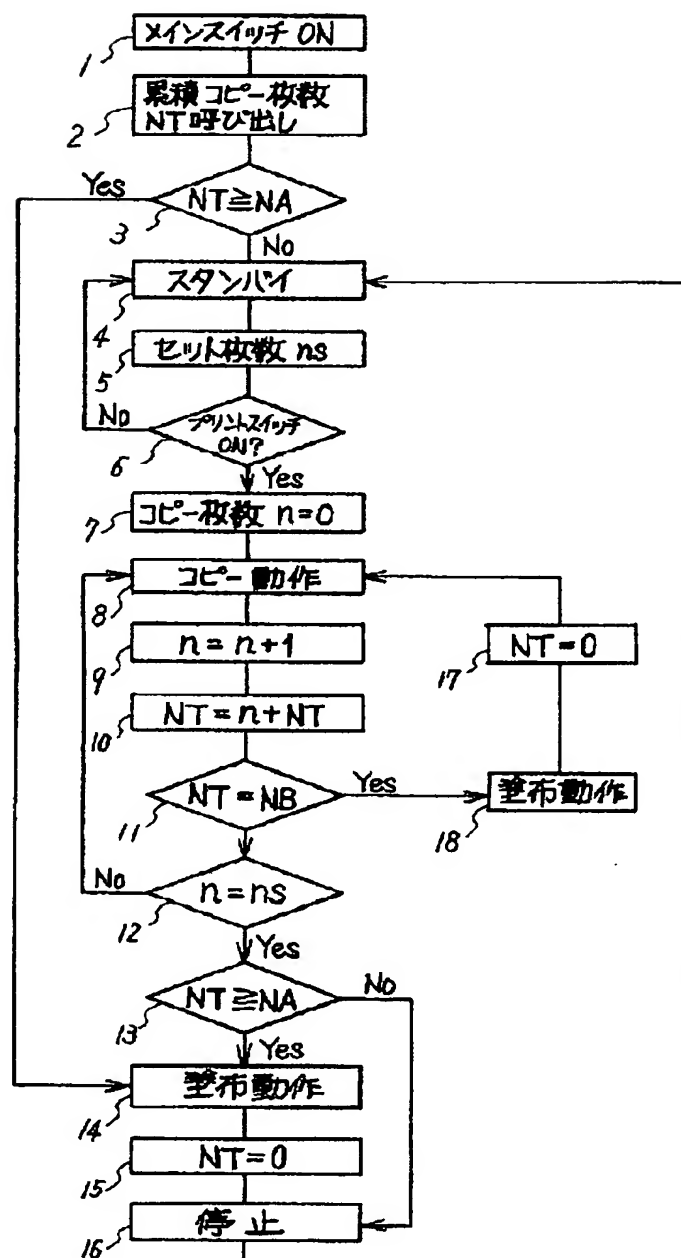 メインスイッチ ON
1
累積コピー枚数
NT呼び出し
2
Yes
NT≧NA
3
No
スタンバイ
4
セット枚数 ns
5
No
プリントスイッチ
ON?
6
Yes
コピー枚数 n=0
7
コピー動作
8
n=n+1
9
NT=0
17
NT=n+NT
10
NT=NB
Yes
11
塗布動作
18
No
n=ns
12
Yes
NT≧NA
No
13
Yes
塗布動作
14
NT=0
15
停止
16